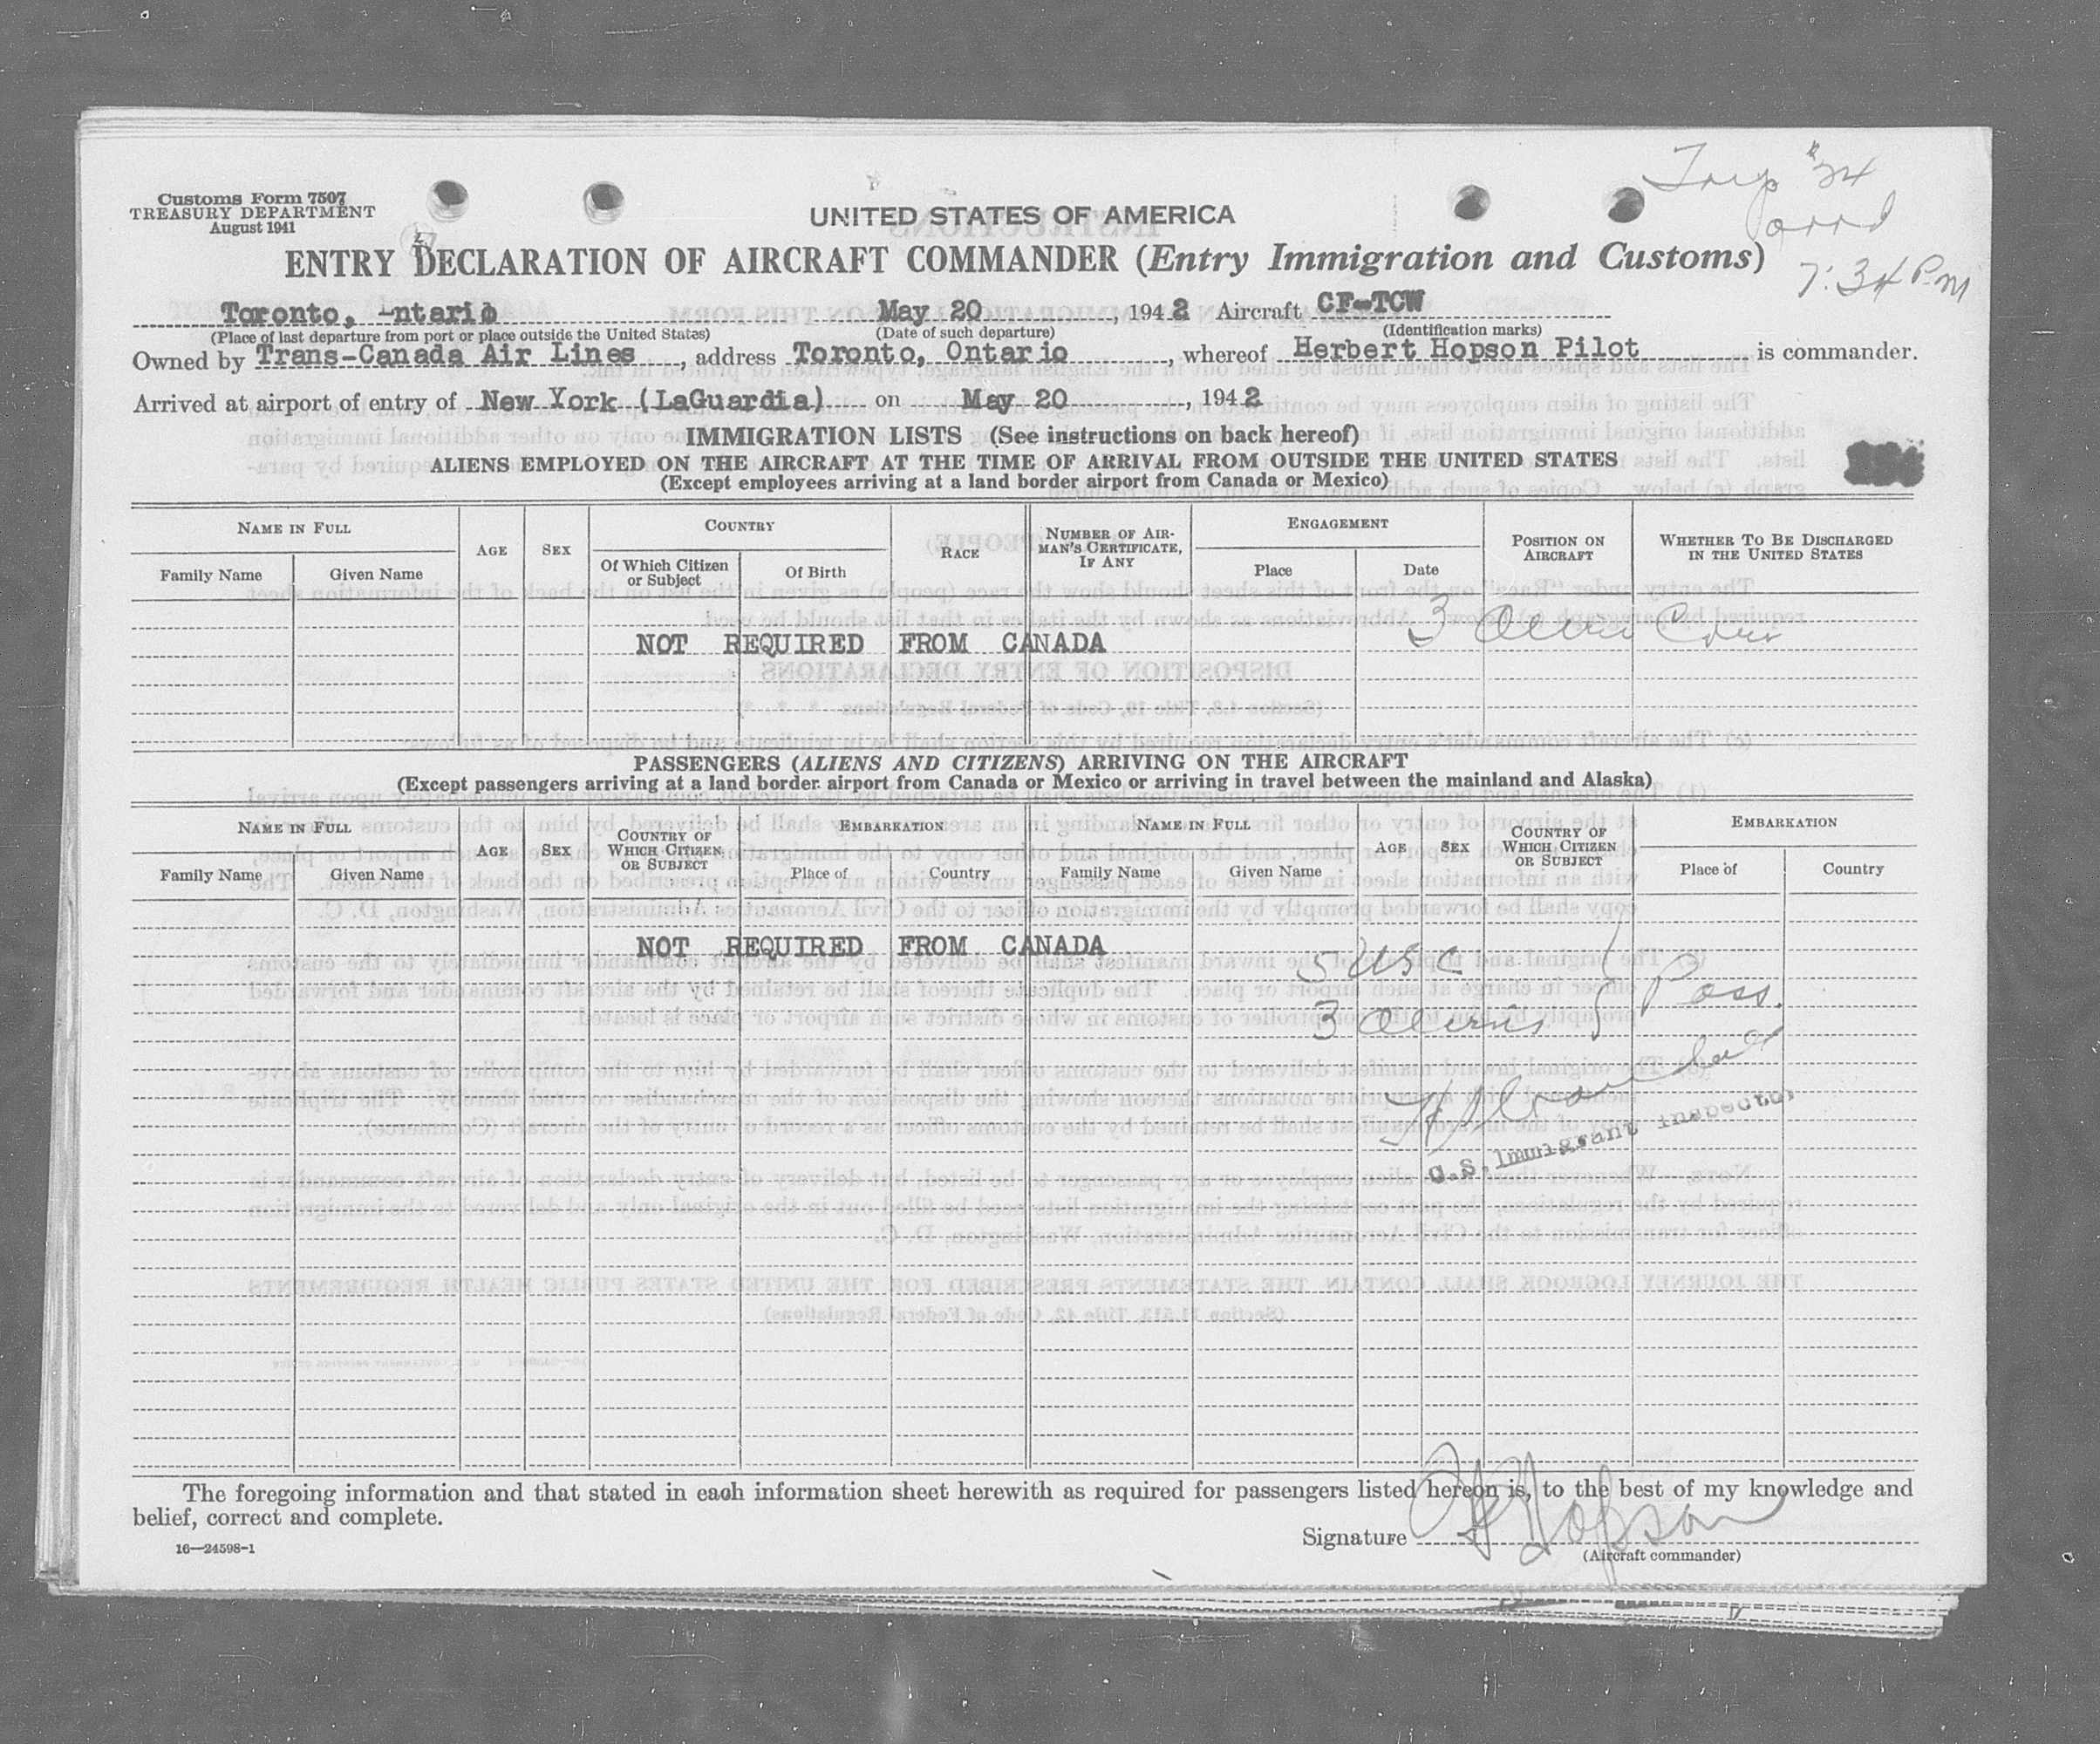 Trip #34
arrd
7:34 P.M
Customs Form 7507
TREASURY DEPARTMENT
August 1941
UNITED STATES OF AMERICA
ENTRY DECLARATION OF AIRCRAFT COMMANDER (Entry Immigration and Customs)
Toronto, -ntario May 20, 1942 Aircraft CF-TCW
(Place of last departure from port or place outside the United States) (Date of such departure) (Identification marks)
Owned by Trans-Canada Air Lines, address Toronto, Ontario, whereof Herbert Hopson Pilot is commander.
Arrived at airport of entry of New York (LaGuardia) on May 20, 1942
IMMIGRATION LISTS (See instructions on back hereof)
ALIENS EMPLOYED ON THE AIRCRAFT AT THE TIME OF ARRIVAL FROM OUTSIDE THE UNITED STATES
(Except employees arriving at a land border airport from Canada or Mexico)
NAME IN FULL
Family Name Given Name
AGE
SEX
COUNTRY
Of Which Citizen or Subject Of Birth
RACE
NUMBER OF AIR-
MAN'S CERTIFICATE,
IF ANY
ENGAGEMENT
Place Date
POSITION ON
AIRCRAFT
WHETHER TO BE DISCHARGED
IN THE UNITED STATES
3 Alien Crew
NOT REQUIRED FROM CANADA
PASSENGERS (ALIENS AND CITIZENS) ARRIVING ON THE AIRCRAFT
(Except passengers arriving at a land border airport from Canada or Mexico or arriving in travel between the mainland and Alaska)
NAME IN FULL
Family Name Given Name
AGE
SEX
COUNTRY OF
WHICH CITIZEN
OR SUBJECT
EMBARKATION
Place of Country
NAME IN FULL
Family Name Given Name
AGE
SEX
COUNTRY OF
WHICH CITIZEN
OR SUBJECT
EMBARKATION
Place of Country
NOT REQUIRED FROM CANADA
5 USC
3 Aliens } Pass.
U.S. Immigrant Inspector
The foregoing information and that stated in each information sheet herewith as required for passengers listed hereon is, to the best of my knowledge and
belief, correct and complete.
16—24598-1
Signature H Hopson
(Aircraft commander)